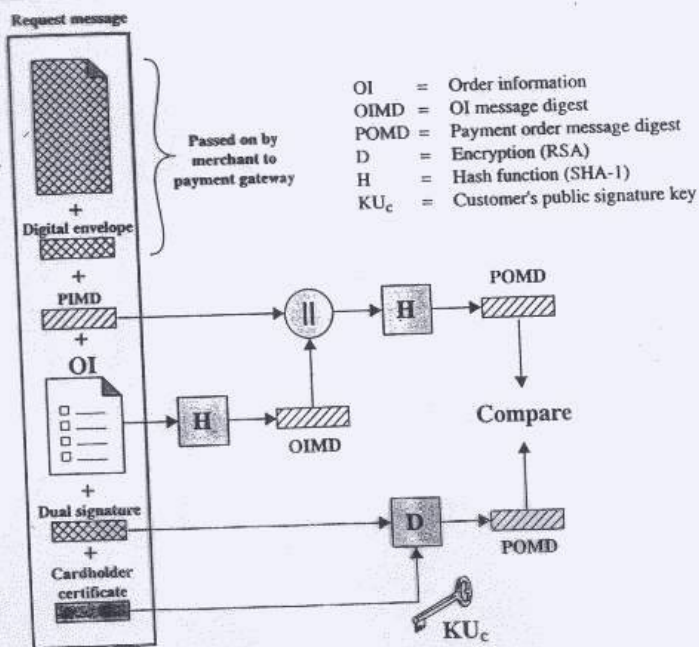 Request message
Passed on by
merchant to
payment gateway
OI = Order information
OIMD = OI message digest
POMD = Payment order message digest
D = Encryption (RSA)
H = Hash function (SHA-1)
KUc = Customer's public signature key
+
Digital envelope
+
PIMD
+
OI
||
H
POMD
H
OIMD
Compare
+
Dual signature
+
Cardholder
certificate
D
POMD
KUc